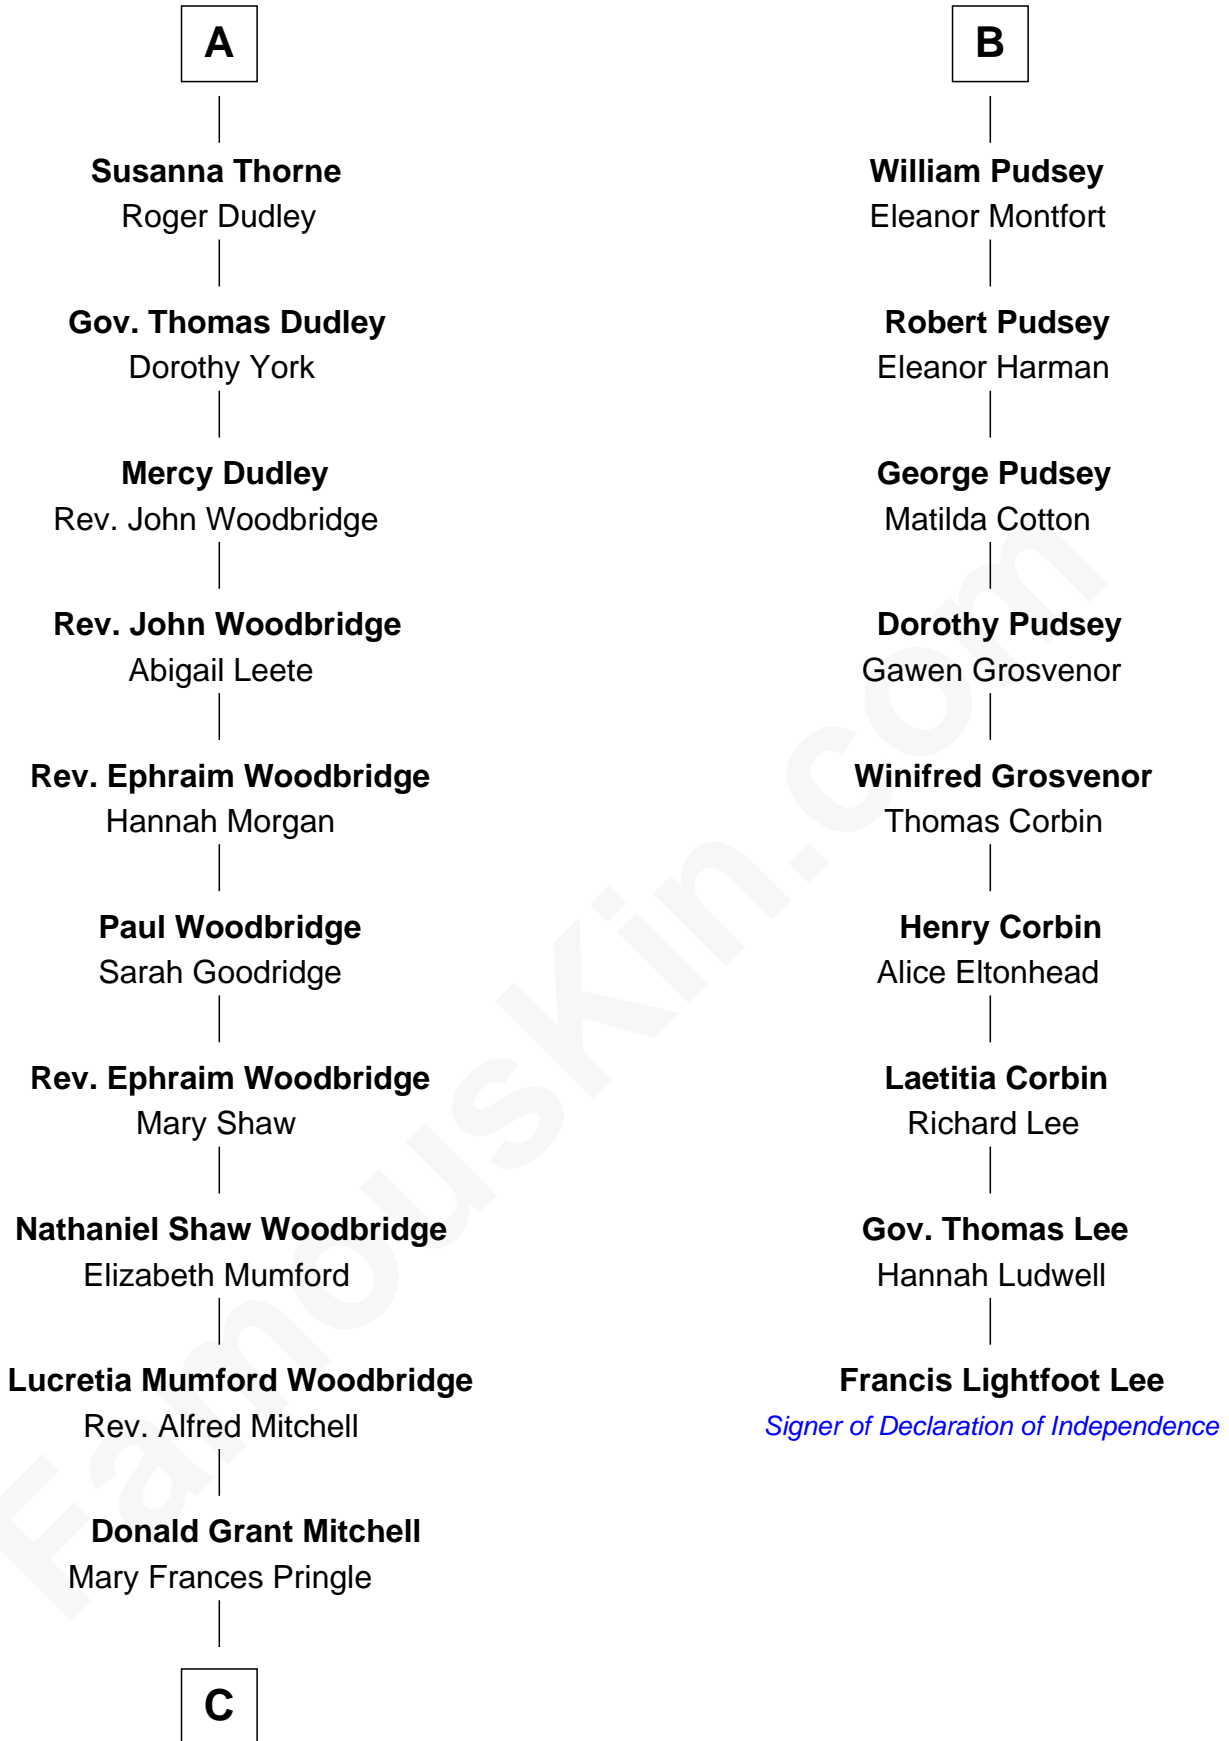 A
Susanna Thorne
Roger Dudley
Gov. Thomas Dudley
Dorothy York
Mercy Dudley
Rev. John Woodbridge
Rev. John Woodbridge
Abigail Leete
Rev. Ephraim Woodbridge
Hannah Morgan
Paul Woodbridge
Sarah Goodridge
Rev. Ephraim Woodbridge
Mary Shaw
Nathaniel Shaw Woodbridge
Elizabeth Mumford
Lucretia Mumford Woodbridge
Rev. Alfred Mitchell
Donald Grant Mitchell
Mary Frances Pringle
C
B
William Pudsey
Eleanor Montfort
Robert Pudsey
Eleanor Harman
George Pudsey
Matilda Cotton
Dorothy Pudsey
Gawen Grosvenor
Winifred Grosvenor
Thomas Corbin
Henry Corbin
Alice Eltonhead
Laetitia Corbin
Richard Lee
Gov. Thomas Lee
Hannah Ludwell
Francis Lightfoot Lee
Signer of Declaration of Independence
FamousKin.com